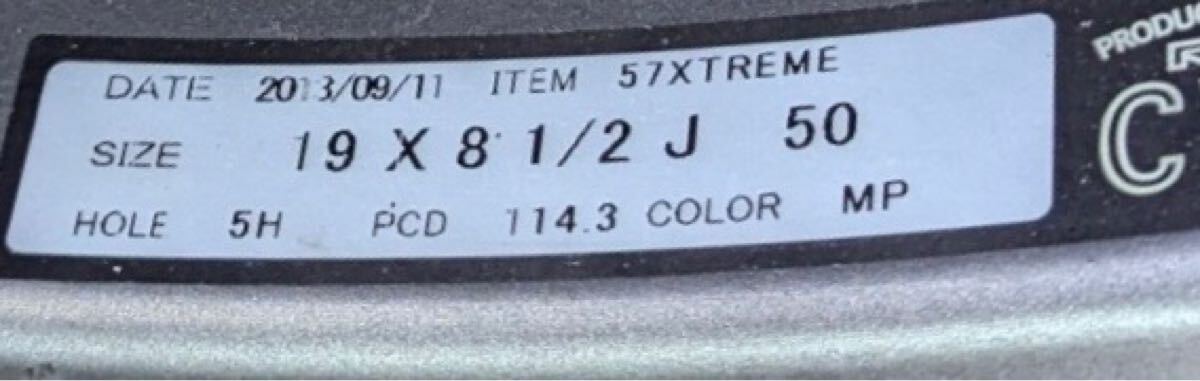 DATE 2013/09/11 ITEM 57XTREME
SIZE 19 X 8 1/2 J 50
HOLE 5H PCD 114.3 COLOR MP
C